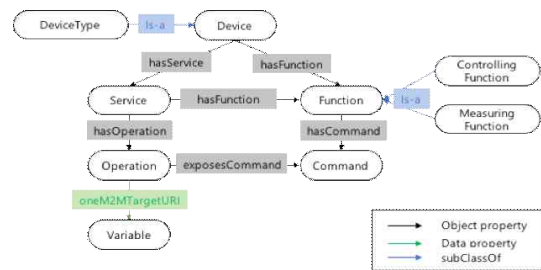 DeviceType
Is-a
Device
hasService
hasFunction
Controlling
Function
Service
hasFunction
Function
Is-a
Measuring
Function
hasOperation
hasCommand
Operation
exposesCommand
Command
oneM2MTargetURI
Variable
Object property
Data property
subClassOf